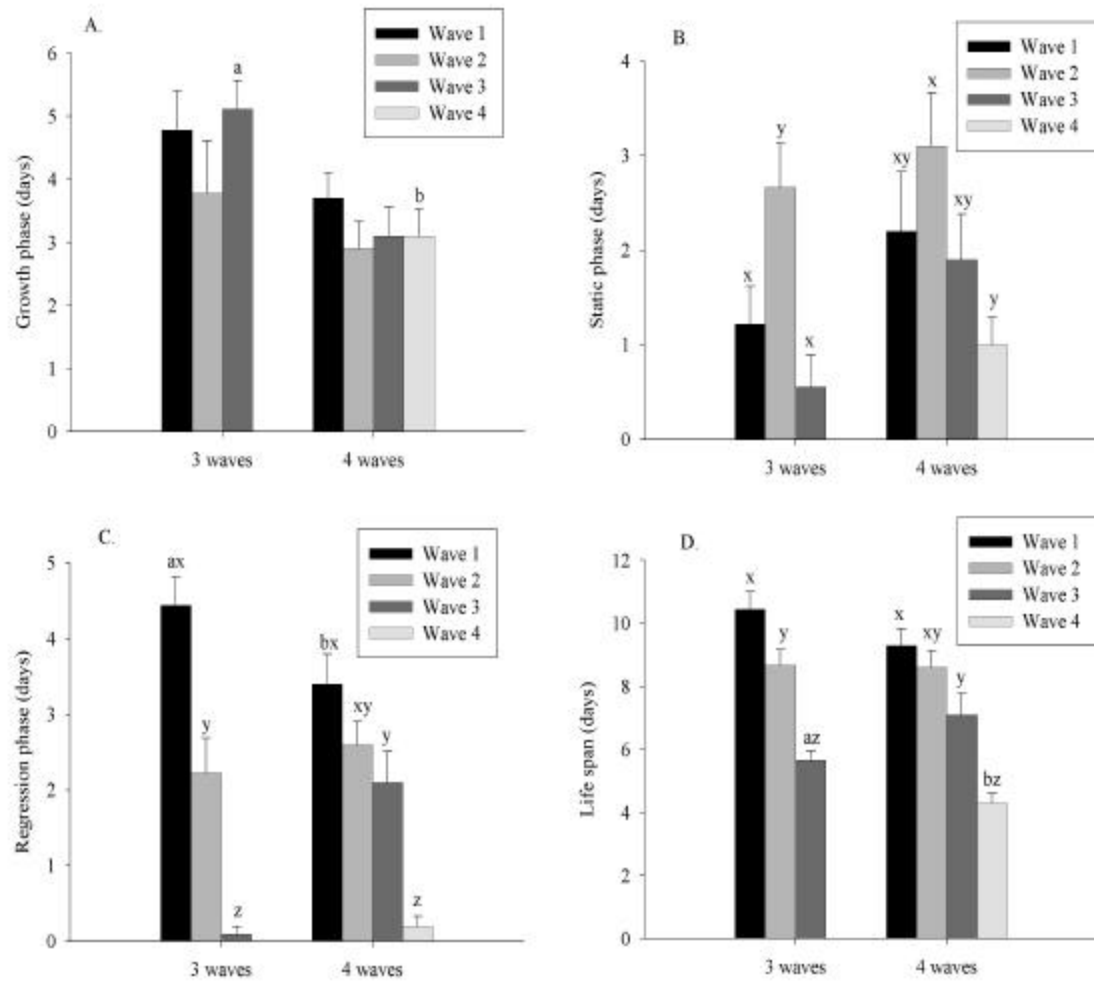 A.
Wave 1
Wave 2
Wave 3
Wave 4
6
5
4
3
2
1
0
Growth phase (days)
a
b
3 waves
4 waves
B.
Wave 1
Wave 2
Wave 3
Wave 4
4
3
2
1
0
Static phase (days)
x
y
x
xy
x
xy
y
3 waves
4 waves
C.
Wave 1
Wave 2
Wave 3
Wave 4
5
4
3
2
1
0
Regression phase (days)
ax
y
z
bx
xy
y
z
3 waves
4 waves
D.
Wave 1
Wave 2
Wave 3
Wave 4
12
10
8
6
4
2
0
Life span (days)
x
y
az
x
xy
y
bz
3 waves
4 waves